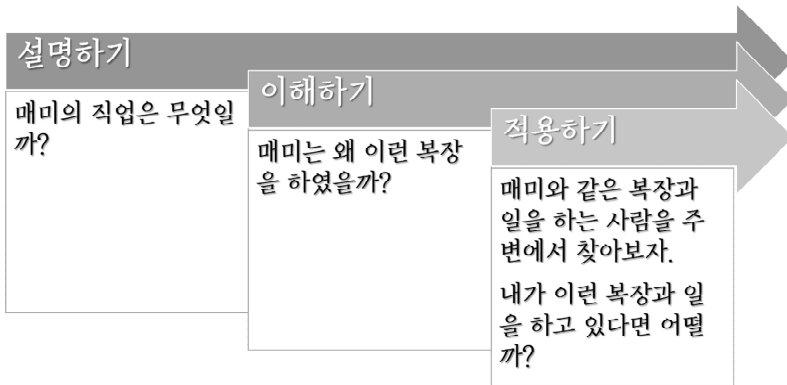 설명하기
매미의 직업은 무엇일
까?
이해하기
매미는 왜 이런 복장
을 하였을까?
적용하기
매미와 같은 복장과
일을 하는 사람을 주
변에서 찾아보자.
내가 이런 복장과 일
을 하고 있다면 어떨
까?